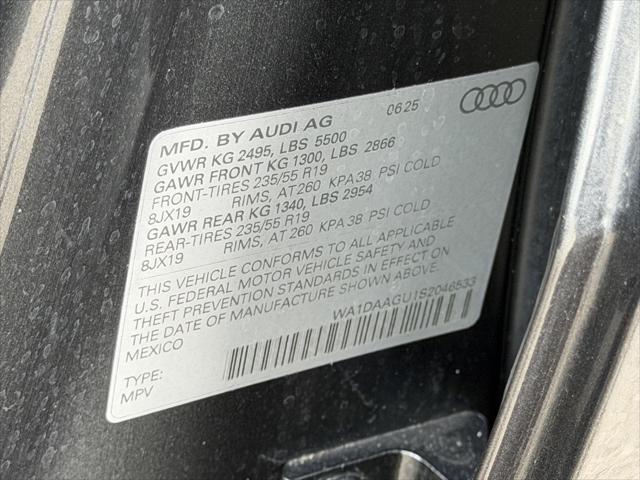 MFD. BY AUDI AG 06 25
GVWR KG 2495, LBS 5500
GAWR FRONT KG 1300, LBS 2866
FRONT-TIRES 235/55 R19
8JX19 RIMS, AT 260 KPA 38 PSI COLD
GAWR REAR KG 1340, LBS 2954
REAR-TIRES 235/55 R19
8JX19 RIMS, AT 260 KPA 38 PSI COLD
THIS VEHICLE CONFORMS TO ALL APPLICABLE
U.S. FEDERAL MOTOR VEHICLE SAFETY AND
THEFT PREVENTION STANDARDS IN EFFECT ON
THE DATE OF MANUFACTURE SHOWN ABOVE.
MEXICO WA1DAAGU1S2046533
TYPE:
MPV